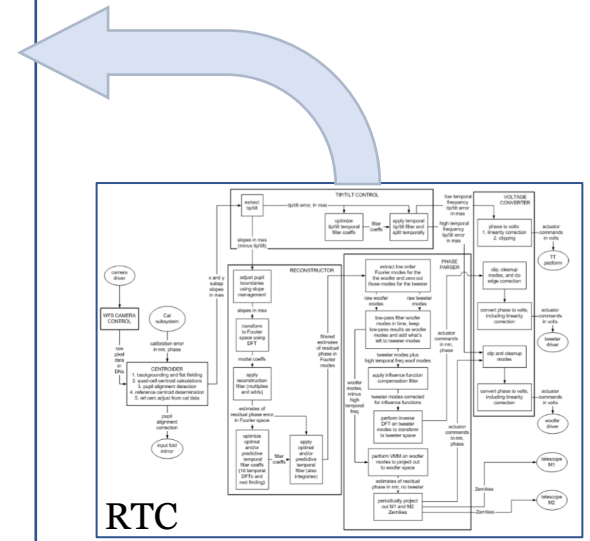 TIP/TILT CONTROL
extract
tip/tilt
tip/tilt error, in mas
optimize
tip/tilt temporal
filter coeffs
filter
coeffs
apply temporal
tip/tilt filter and
split temporally
low temporal
frequency
tip/tilt error
in mas
high temporal
frequency
tip/tilt error
in mas
VOLTAGE
CONVERTER
phase to volts:
1. linearity correction
2. clipping
actuator
commands
in volts
TT
platform
clip, cleanup
modes, and do
edge correction
convert phase to volts,
including linearity
correction
actuator
commands
in volts
tweeter
driver
clip and cleanup
modes
convert phase to volts,
including linearity
correction
actuator
commands
in volts
woofer
driver
camera
driver
WFS CAMERA
CONTROL
raw
pixel
data
in
DNs
Cal
subsystem
calibration error
in nm, phase
CENTROIDER
1. backgrounding and flat fielding
2. quad-cell centroid calculations
3. pupil alignment detection
4. reference centroid determination
5. ref cent adjust from cal data
pupil
alignment
correction
input fold
mirror
x and y
subap
slopes
in mas
slopes in mas
(minus tip/tilt)
RECONSTRUCTOR
adjust pupil
boundaries
using slope
management
slopes in mas
transform
to Fourier
space using
DFT
modal coeffs
apply
reconstruction
filter (multiplies
and adds)
estimates of
residual phase error
in Fourier space
optimize
optimal
and/or
predictive
temporal
filter coeffs
(1st temporal
DFTs and
root finding)
filter
coeffs
apply
optimal
and/or
predictive
temporal
filter (also
integrates)
filtered
estimates
of residual
phase in
Fourier
modes
PHASE
PARSER
extract low order
Fourier modes for the
the woofer and zero-out
those modes for the tweeter
raw woofer
modes
raw tweeter
modes
low-pass filter woofer
modes in time, keep
low-pass results as woofer
modes and add what's
left to tweeter modes
tweeter modes plus
high temporal freq woof modes
apply influence function
compensation filter
woofer
modes,
minus
high
temporal
freq.
tweeter modes corrected
for influence functions
perform inverse
DFT on tweeter
modes to transform
to tweeter space
actuator
commands
in nm,
phase
perform VMM on woofer
modes to project out
to woofer space
actuator
commands
in nm,
phase
estimates of residual
phase in nm, no tweeter
periodically project
out M1 and M2
Zernikes
Zernikes
telescope
M1
Zernikes
telescope
M2
RTC